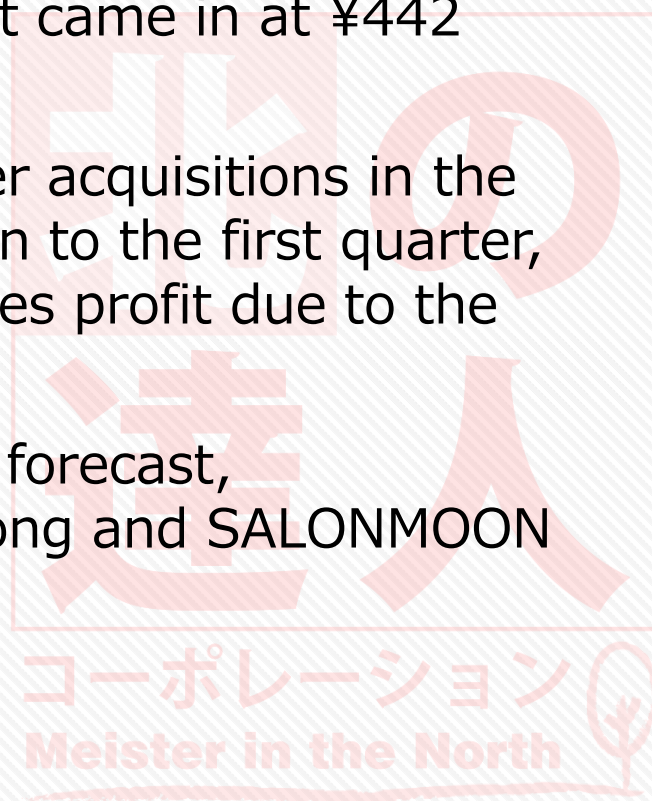 t came in at ¥442
er acquisitions in the
n to the first quarter,
es profit due to the
forecast,
ong and SALONMOON
北の
達人
コーポレーション
Meister in the North